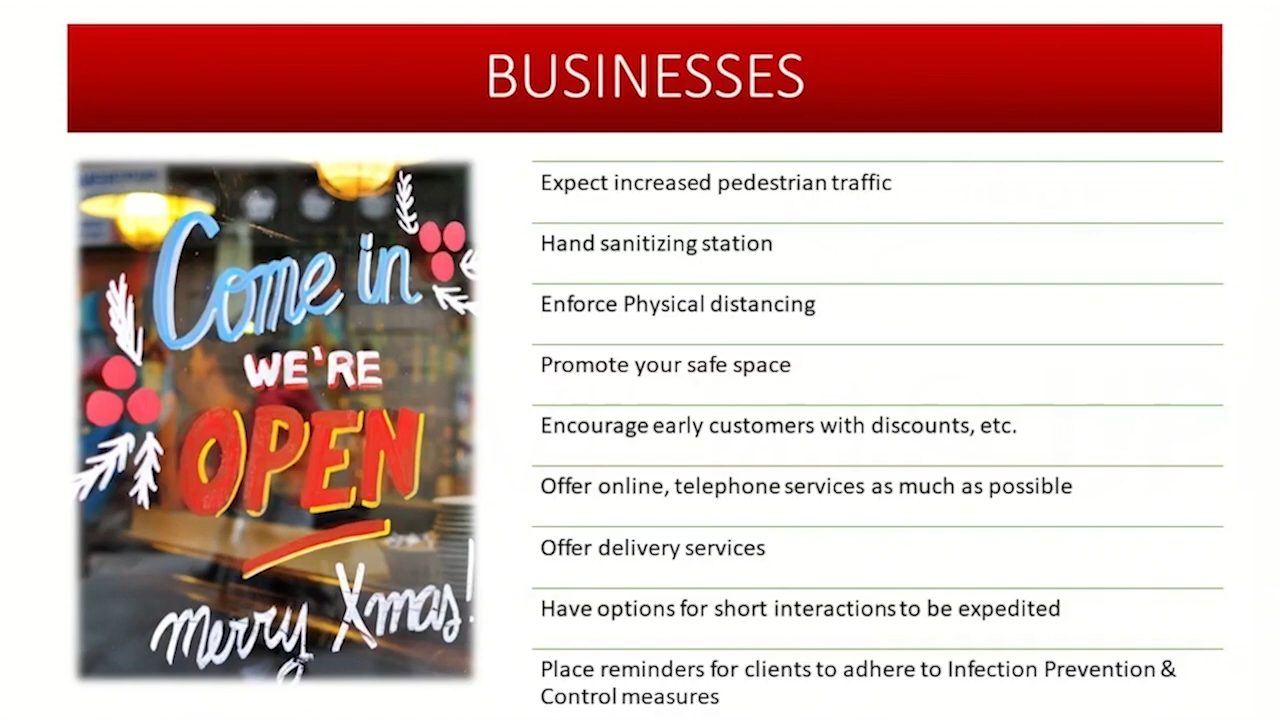 BUSINESSES
Come in
WE'RE
OPEN
merry Xmas!
Expect increased pedestrian traffic
Hand sanitizing station
Enforce Physical distancing
Promote your safe space
Encourage early customers with discounts, etc.
Offer online, telephone services as much as possible
Offer delivery services
Have options for short interactions to be expedited
Place reminders for clients to adhere to Infection Prevention &
Control measures